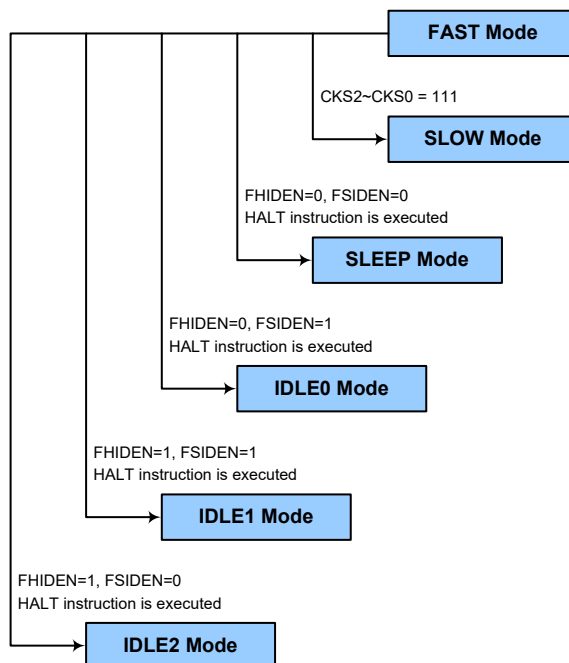 FAST Mode
CKS2~CKS0 = 111
SLOW Mode
FHIDEN=0, FSIDEN=0
HALT instruction is executed
SLEEP Mode
FHIDEN=0, FSIDEN=1
HALT instruction is executed
IDLE0 Mode
FHIDEN=1, FSIDEN=1
HALT instruction is executed
IDLE1 Mode
FHIDEN=1, FSIDEN=0
HALT instruction is executed
IDLE2 Mode